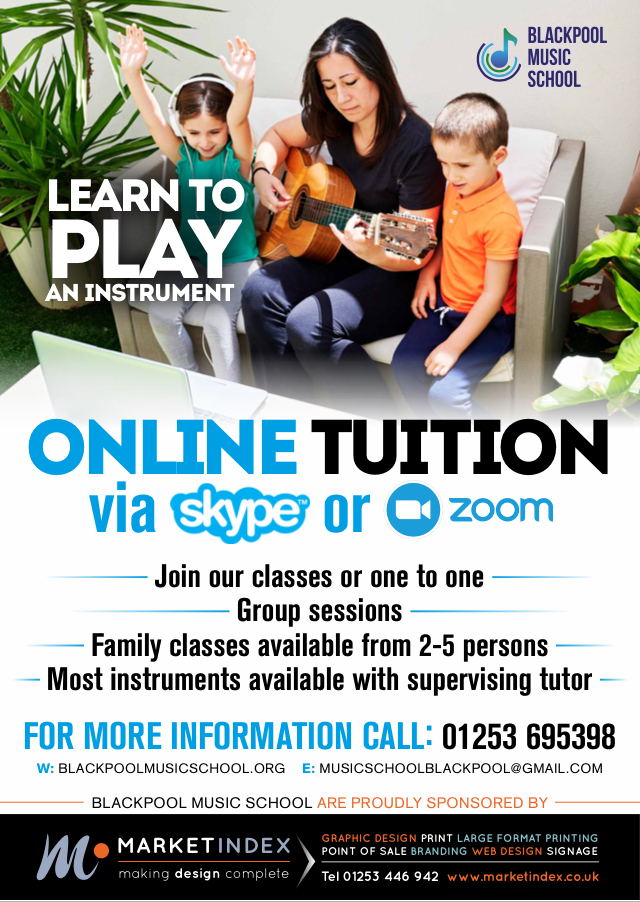 BLACKPOOL
MUSIC
SCHOOL
LEARN TO
PLAY
AN INSTRUMENT
ONLINE TUITION
via skype™ or zoom
Join our classes or one to one
Group sessions
Family classes available from 2-5 persons
Most instruments available with supervising tutor
FOR MORE INFORMATION CALL: 01253 695398
W: BLACKPOOLMUSICSCHOOL.ORG E: MUSICSCHOOLBLACKPOOL@GMAIL.COM
BLACKPOOL MUSIC SCHOOL ARE PROUDLY SPONSORED BY
m MARKETINDEX
making design complete
GRAPHIC DESIGN PRINT LARGE FORMAT PRINTING
POINT OF SALE BRANDING WEB DESIGN SIGNAGE
Tel 01253 446 942 www.marketindex.co.uk